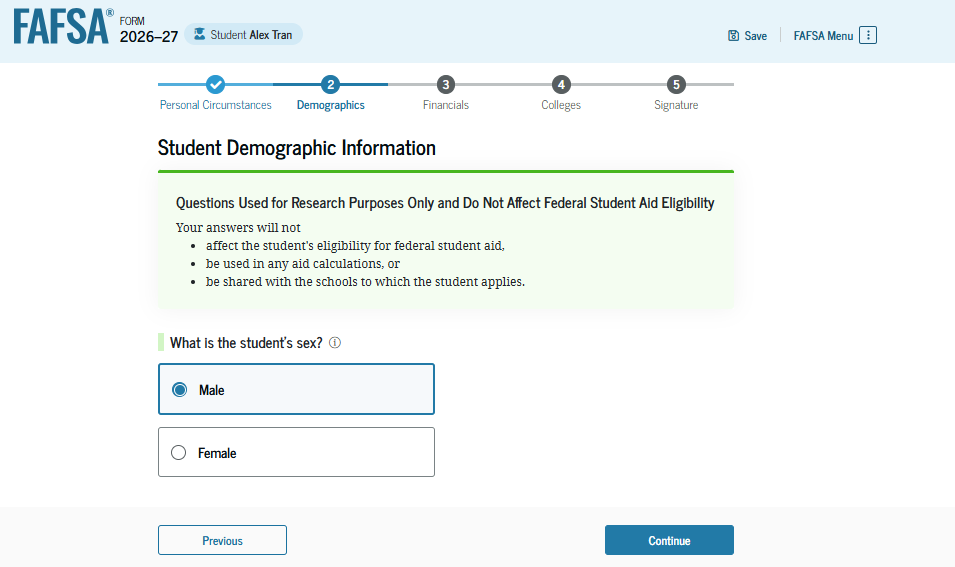 FAFSA® FORM 2026–27 Student Alex Tran Save FAFSA Menu
2 3 4 5
Personal Circumstances Demographics Financials Colleges Signature
Student Demographic Information
Questions Used for Research Purposes Only and Do Not Affect Federal Student Aid Eligibility
Your answers will not
• affect the student's eligibility for federal student aid,
• be used in any aid calculations, or
• be shared with the schools to which the student applies.
What is the student's sex?
Male
Female
Previous Continue